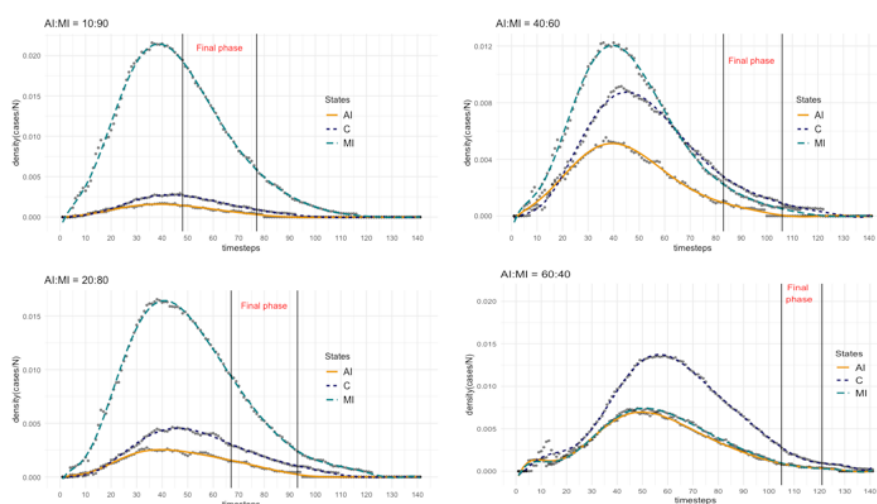 AI:MI = 10:90
Final phase
0.020
0.015
0.010
0.005
0.000
density(cases/N)
States
AI
C
MI
0 10 20 30 40 50 60 70 80 90 100 110 120 130 140
timesteps
AI:MI = 40:60
Final phase
0.012
0.008
0.004
0.000
density(cases/N)
States
AI
C
MI
0 10 20 30 40 50 60 70 80 90 100 110 120 130 140
timesteps
AI:MI = 20:80
Final phase
0.015
0.010
0.005
0.000
density(cases/N)
States
AI
C
MI
0 10 20 30 40 50 60 70 80 90 100 110 120 130 140
timesteps
AI:MI = 60:40
Final
phase
0.020
0.015
0.010
0.005
0.000
density(cases/N)
States
AI
C
MI
0 10 20 30 40 50 60 70 80 90 100 110 120 130 140
timesteps